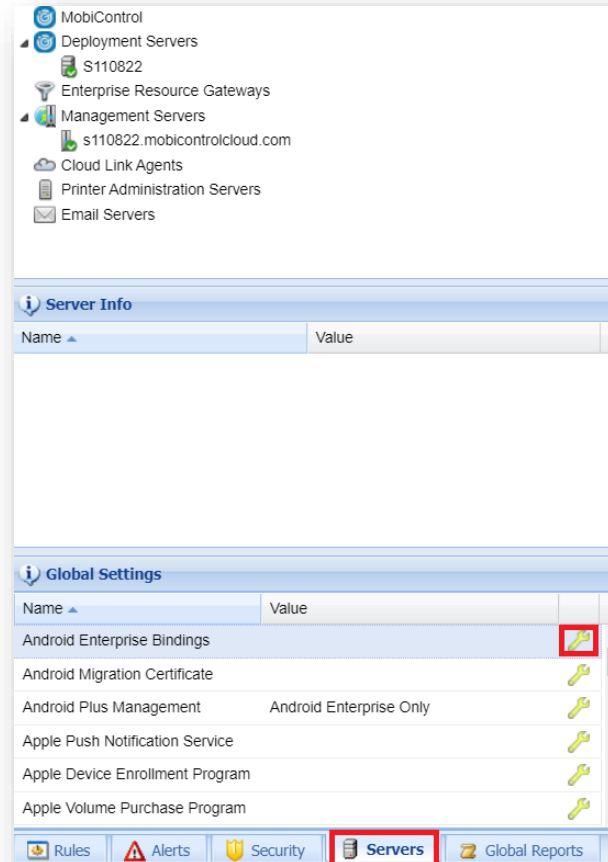 MobiControl
Deployment Servers
S110822
Enterprise Resource Gateways
Management Servers
s110822.mobicontrolcloud.com
Cloud Link Agents
Printer Administration Servers
Email Servers
Server Info
Name Value
Global Settings
Name Value
Android Enterprise Bindings
Android Migration Certificate
Android Plus Management Android Enterprise Only
Apple Push Notification Service
Apple Device Enrollment Program
Apple Volume Purchase Program
Rules Alerts Security Servers Global Reports